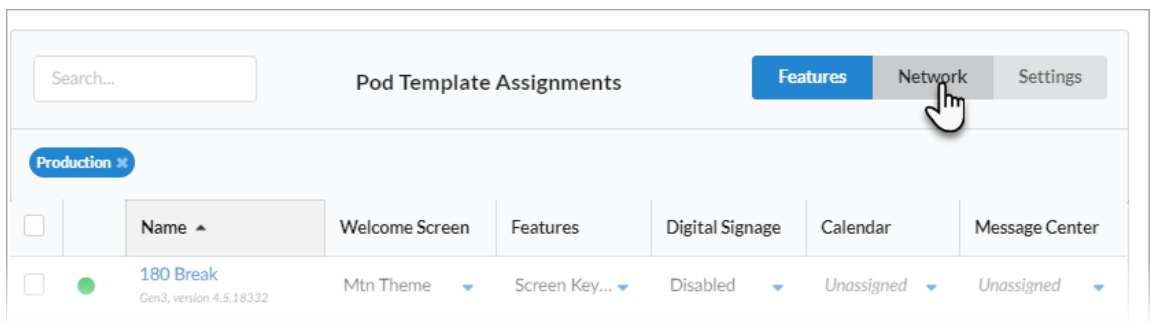 Search...
Pod Template Assignments
Features
Network
Settings
Production
Name
Welcome Screen
Features
Digital Signage
Calendar
Message Center
180 Break
Gen3, version 4.5.18332
Mtn Theme
Screen Key...
Disabled
Unassigned
Unassigned